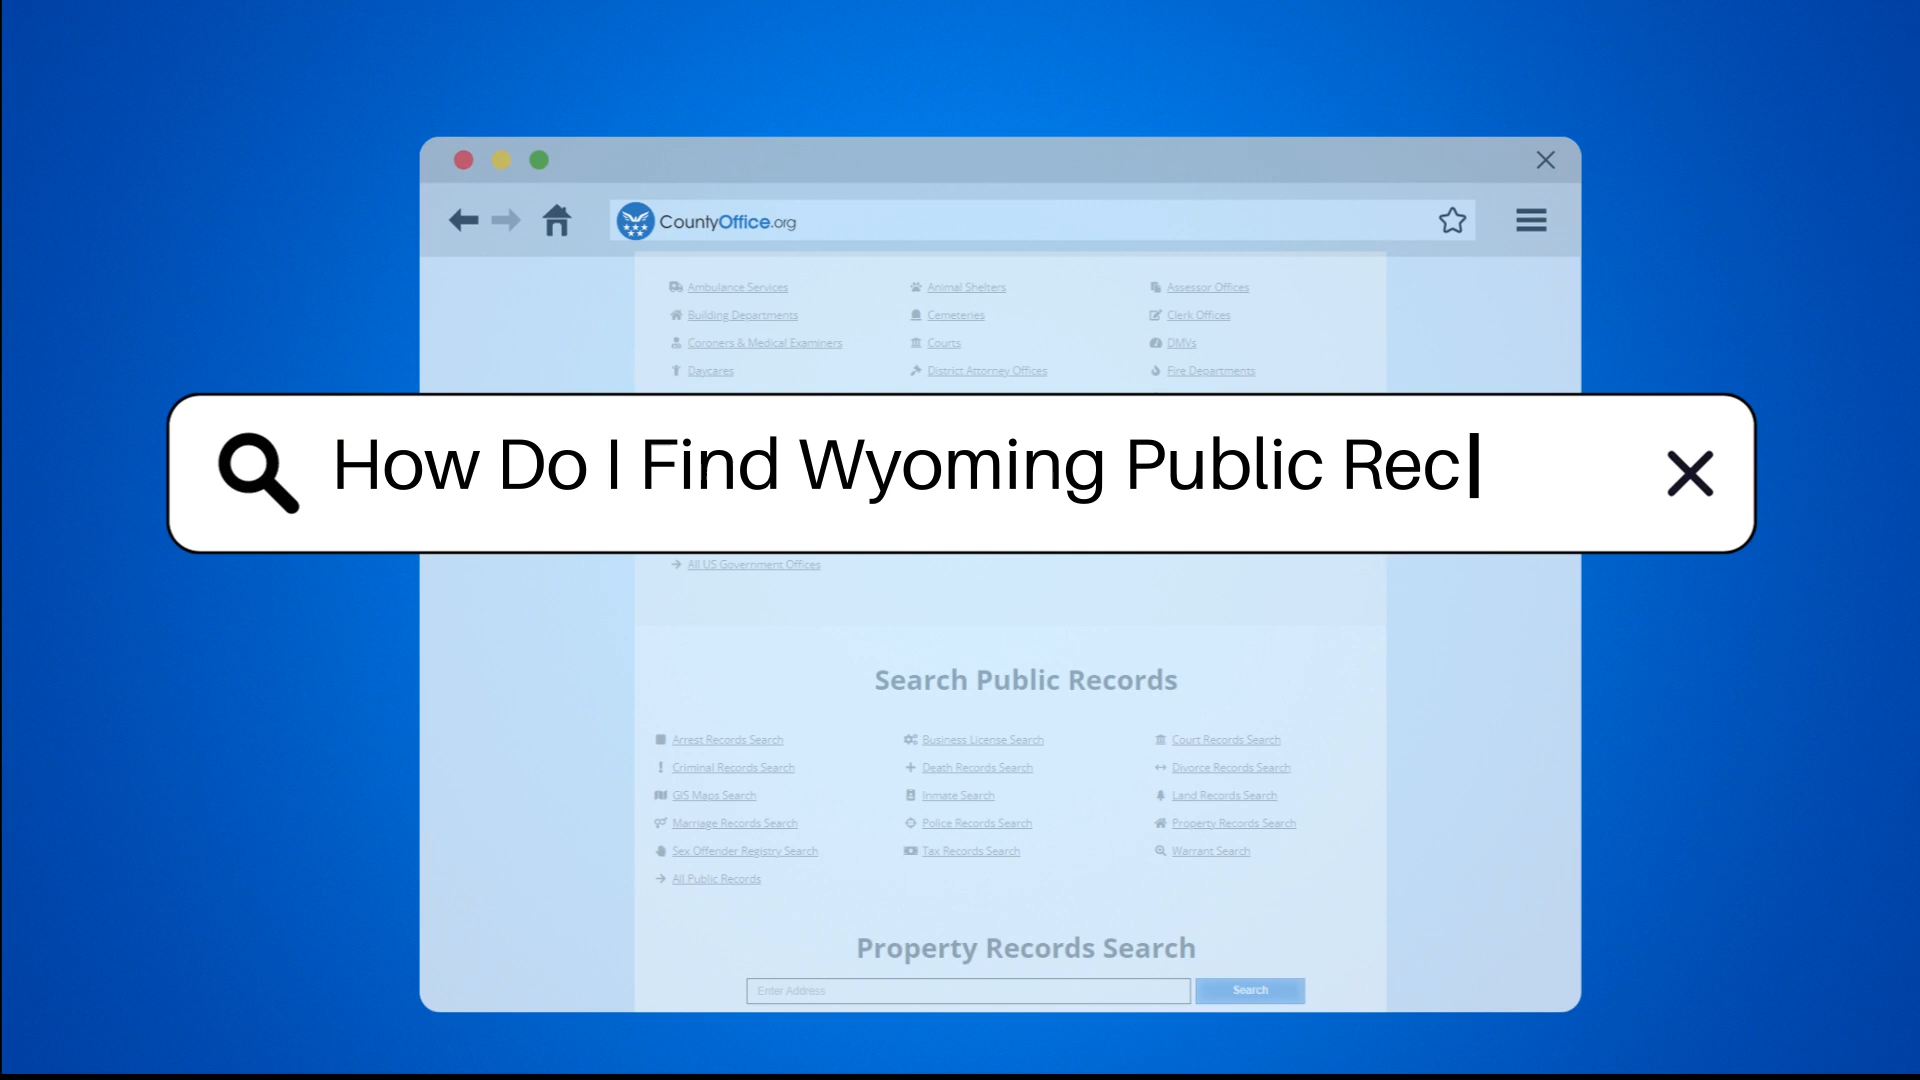 CountyOffice.org
Ambulance Services Animal Shelters Assessor Offices
Building Departments Cemeteries Clerk Offices
Coroners & Medical Examiners Courts DMVs
Daycares District Attorney Offices Fire Departments
How Do I Find Wyoming Public Rec
All US Government Offices
Search Public Records
Arrest Records Search Business License Search Court Records Search
Criminal Records Search Death Records Search Divorce Records Search
GIS Maps Search Inmate Search Land Records Search
Marriage Records Search Police Records Search Property Records Search
Sex Offender Registry Search Tax Records Search Warrant Search
All Public Records
Property Records Search
Enter Address Search